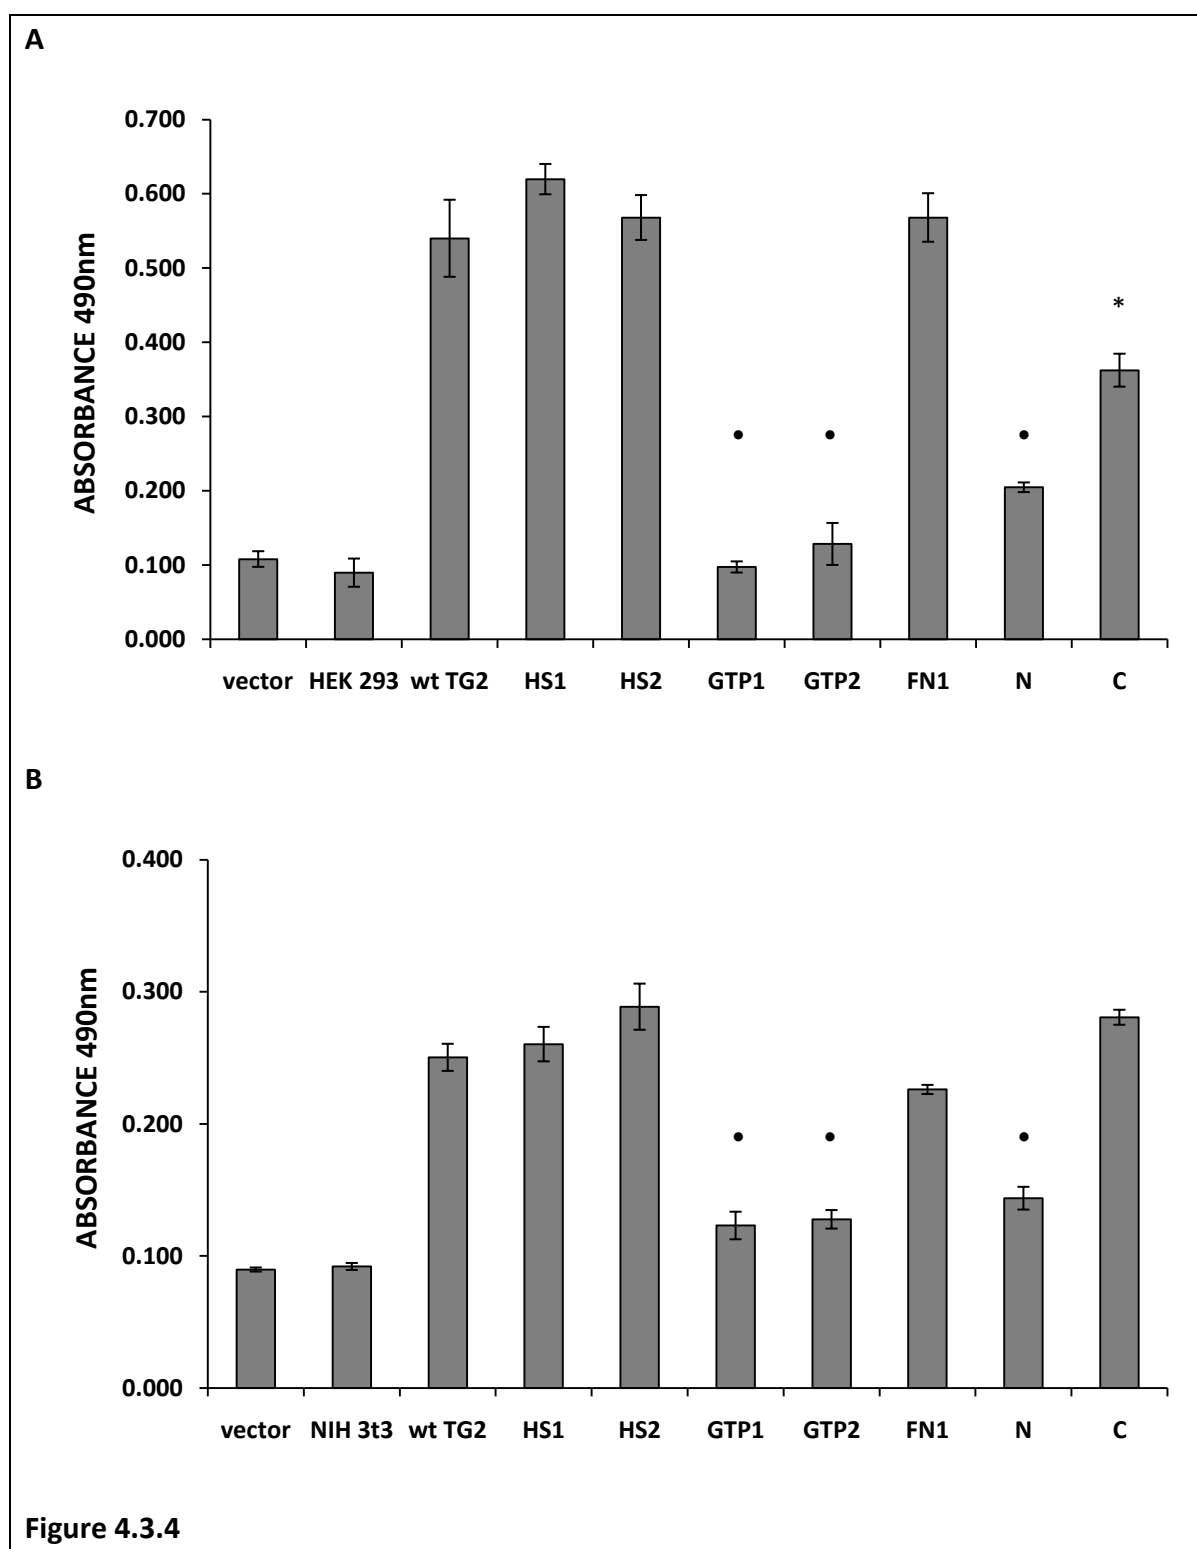 A
0.700
0.600
0.500
0.400
0.300
0.200
0.100
0.000
ABSORBANCE 490nm
*
vector HEK 293 wt TG2 HS1 HS2 GTP1 GTP2 FN1 N C
B
0.400
0.300
0.200
0.100
0.000
ABSORBANCE 490nm
vector NIH 3t3 wt TG2 HS1 HS2 GTP1 GTP2 FN1 N C
Figure 4.3.4